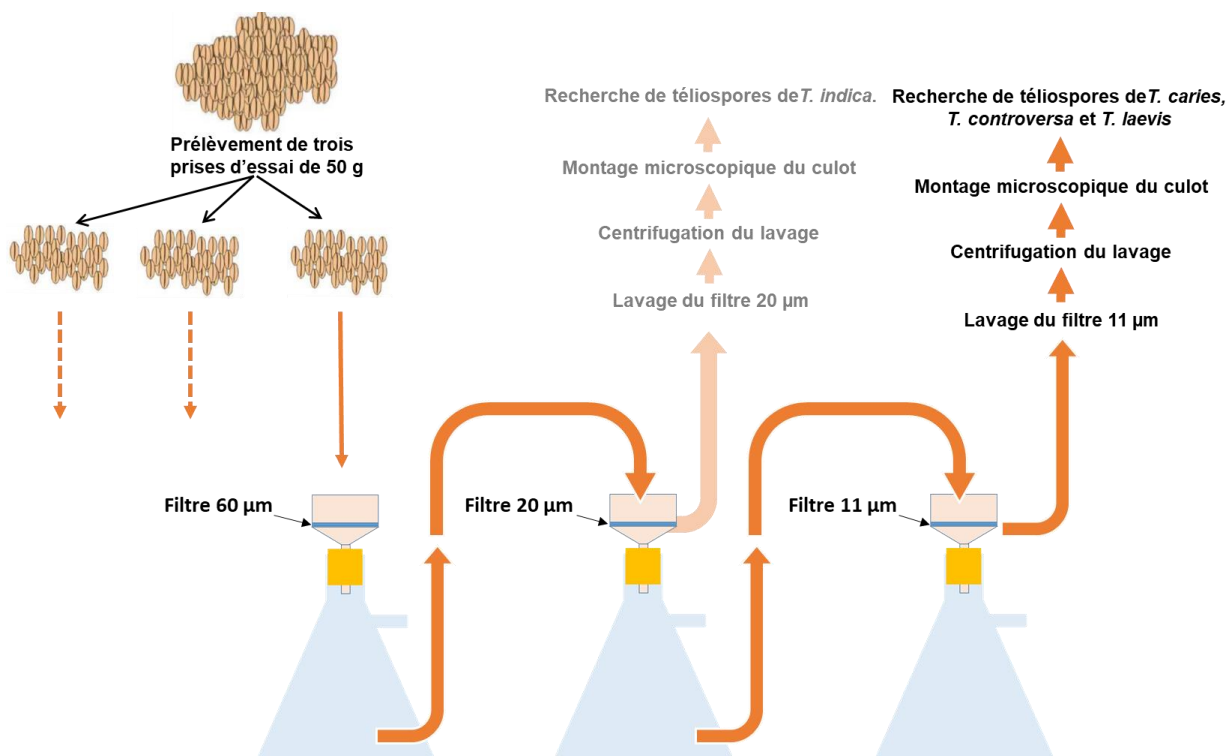 Prélèvement de trois
prises d'essai de 50 g
Recherche de téliospores deT. indica.
Montage microscopique du culot
Centrifugation du lavage
Lavage du filtre 20 µm
Recherche de téliospores deT. caries,
T. controversa et T. laevis
Montage microscopique du culot
Centrifugation du lavage
Lavage du filtre 11 µm
Filtre 60 µm
Filtre 20 µm
Filtre 11 µm